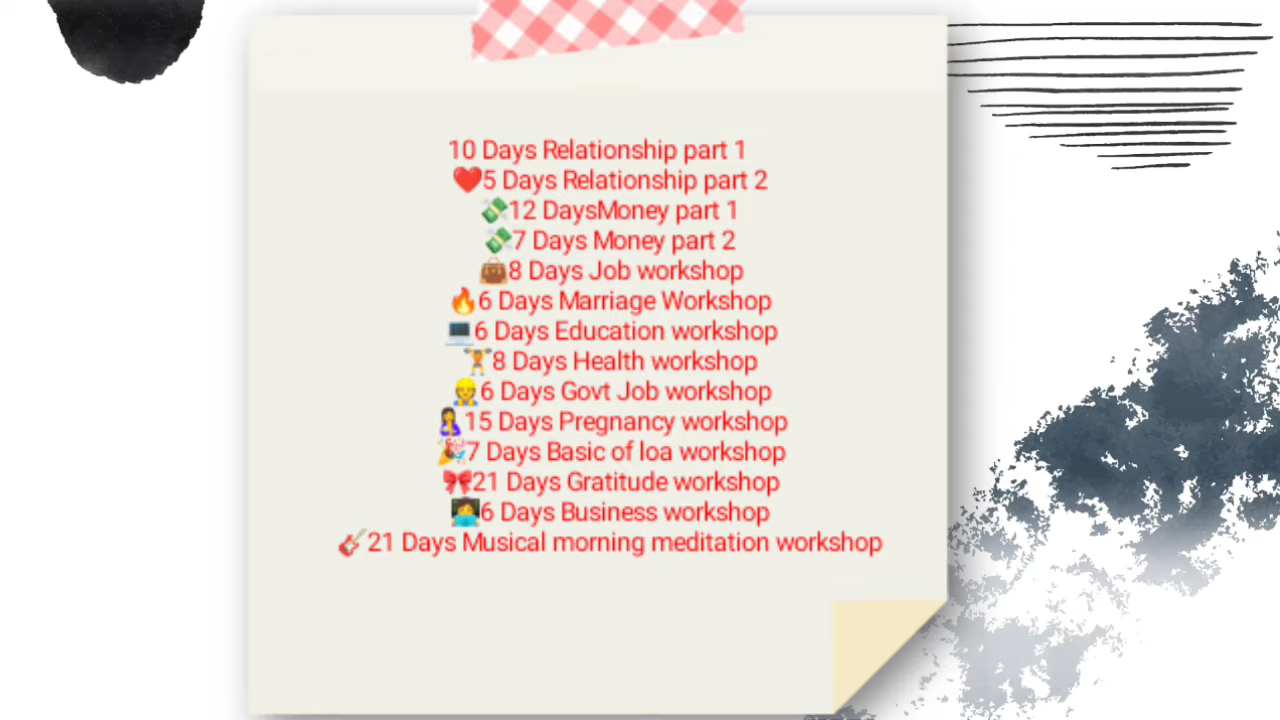 10 Days Relationship part 1
❤️5 Days Relationship part 2
💸12 DaysMoney part 1
💸7 Days Money part 2
👜8 Days Job workshop
🔥6 Days Marriage Workshop
💻6 Days Education workshop
🏋️8 Days Health workshop
👷6 Days Govt Job workshop
🤱15 Days Pregnancy workshop
🎉7 Days Basic of loa workshop
🎀21 Days Gratitude workshop
🧑‍💻6 Days Business workshop
🎸21 Days Musical morning meditation workshop